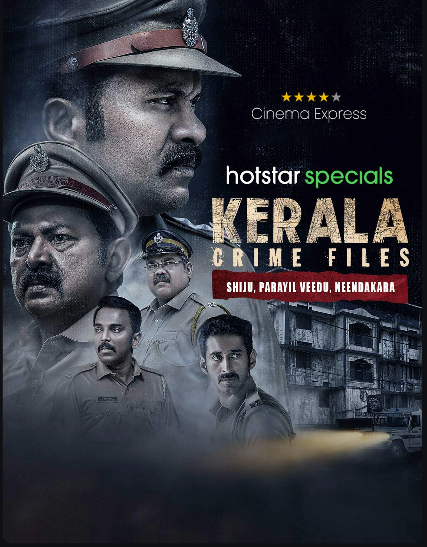 Cinema Express
hotstar specials
KERALA
CRIME FILES
SHIJU, PARAYIL VEEDU, NEENDAKARA